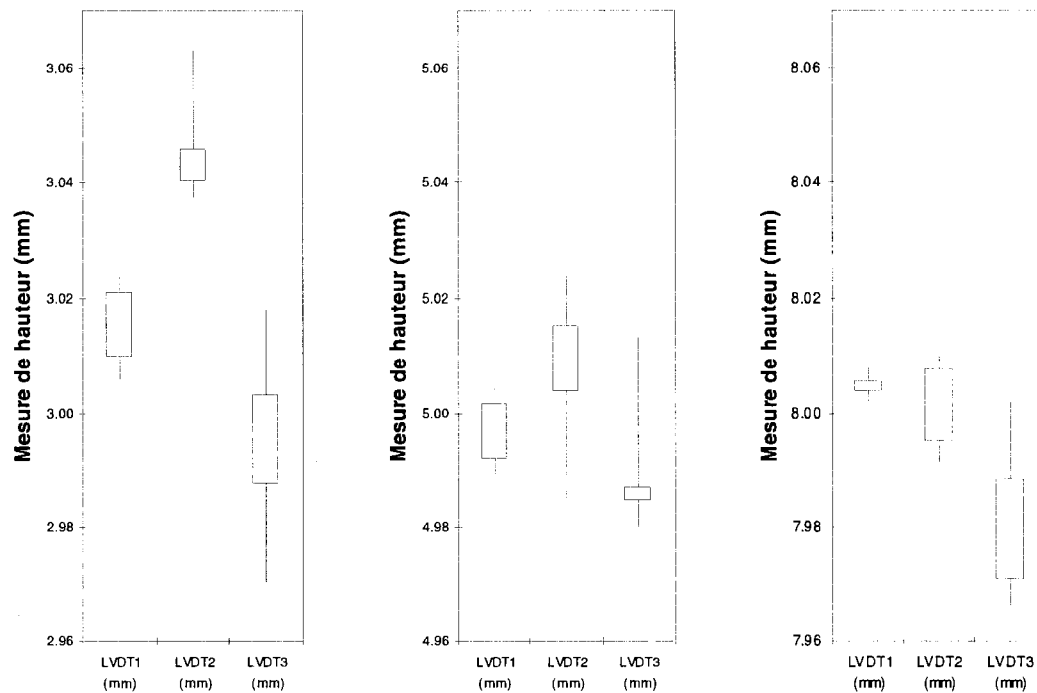 Mesure de hauteur (mm)
3.06
3.04
3.02
3.00
2.98
2.96
LVDT1 LVDT2 LVDT3
(mm) (mm) (mm)
Mesure de hauteur (mm)
5.06
5.04
5.02
5.00
4.98
4.96
LVDT1 LVDT2 LVDT3
(mm) (mm) (mm)
Mesure de hauteur (mm)
8.06
8.04
8.02
8.00
7.98
7.96
LVDT1 LVDT2 LVDT3
(mm) (mm) (mm)